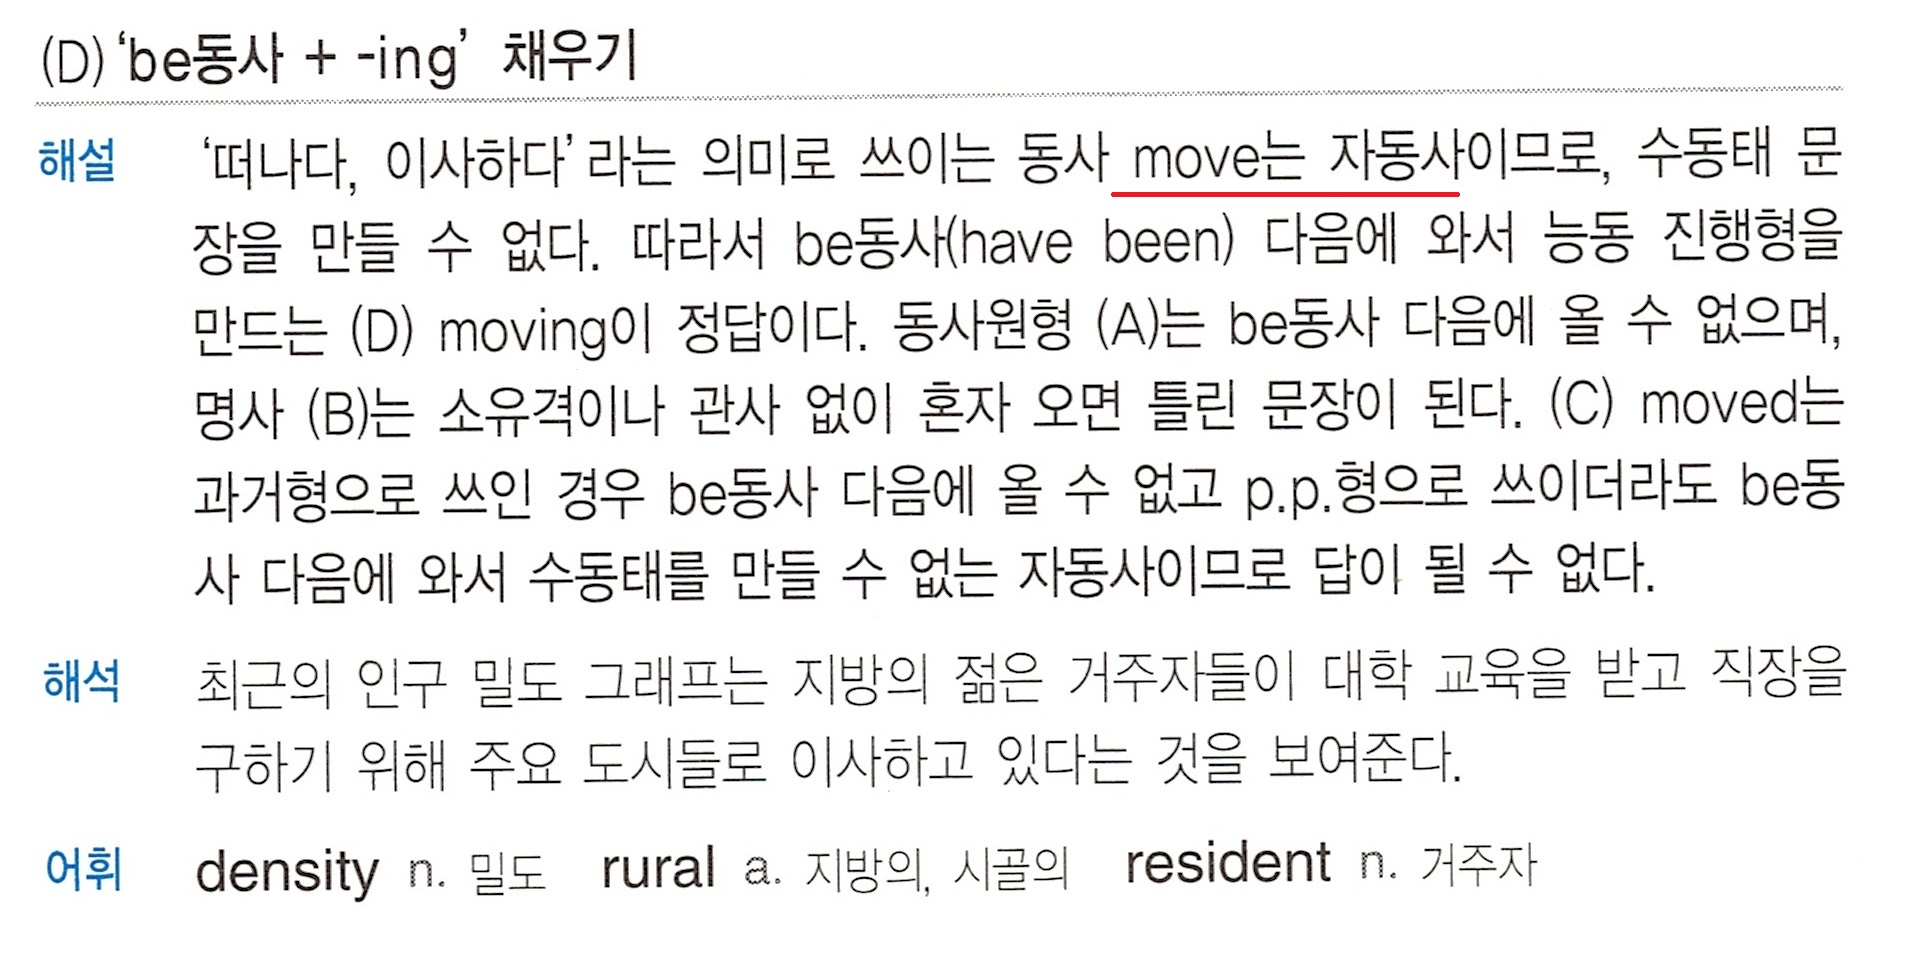 (D) ‘be동사 + -ing’ 채우기
해설 ‘떠나다, 이사하다’라는 의미로 쓰이는 동사 move는 자동사이므로, 수동태 문
장을 만들 수 없다. 따라서 be동사(have been) 다음에 와서 능동 진행형을
만드는 (D) moving이 정답이다. 동사원형 (A)는 be동사 다음에 올 수 없으며,
명사 (B)는 소유격이나 관사 없이 혼자 오면 틀린 문장이 된다. (C) moved는
과거형으로 쓰인 경우 be동사 다음에 올 수 없고 p.p.형으로 쓰이더라도 be동
사 다음에 와서 수동태를 만들 수 없는 자동사이므로 답이 될 수 없다.
해석 최근의 인구 밀도 그래프는 지방의 젊은 거주자들이 대학 교육을 받고 직장을
구하기 위해 주요 도시들로 이사하고 있다는 것을 보여준다.
어휘 density n. 밀도 rural a. 지방의, 시골의 resident n. 거주자